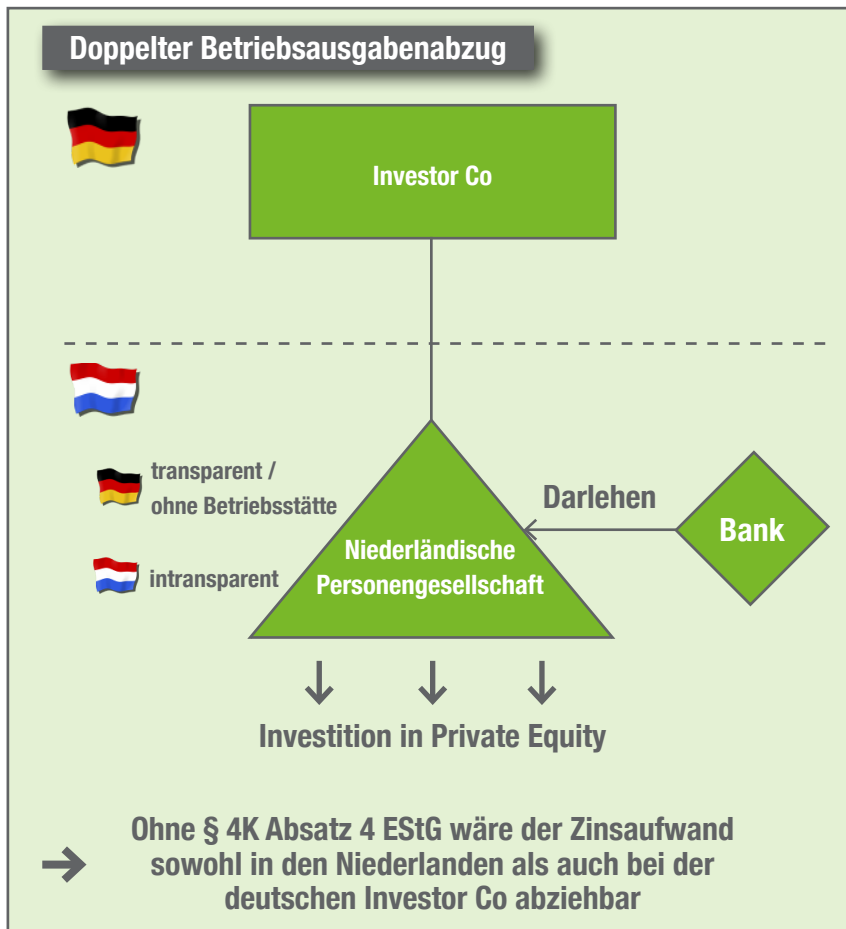 Doppelter Betriebsausgabenabzug
Investor Co
transparent /
ohne Betriebsstätte
intransparent
Niederländische
Personengesellschaft
Darlehen
Bank
Investition in Private Equity
Ohne § 4K Absatz 4 EStG wäre der Zinsaufwand
sowohl in den Niederlanden als auch bei der
deutschen Investor Co abziehbar